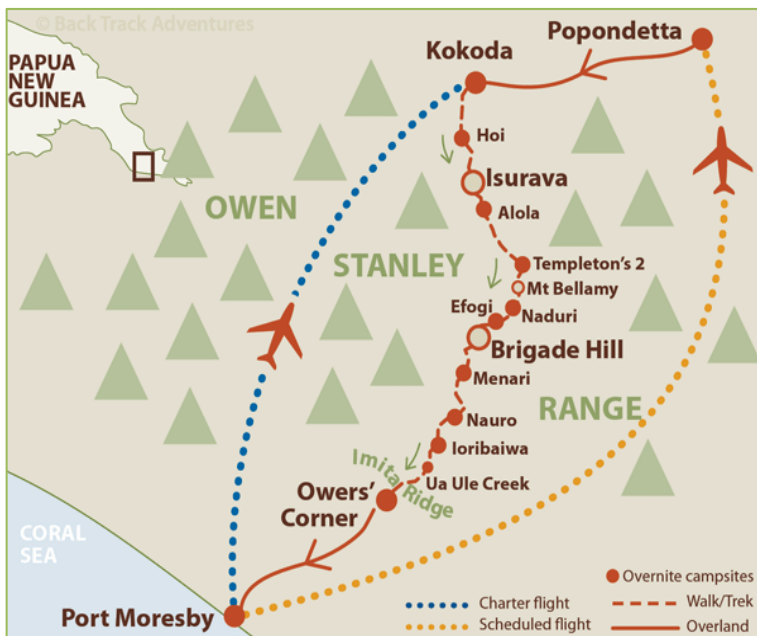 © Back Track Adventures
PAPUA
NEW
GUINEA
Popondetta
Kokoda
Hoi
Isurava
OWEN
Alola
STANLEY
Templeton's 2
Mt Bellamy
Efogi
Naduri
Brigade Hill
Menari
RANGE
Nauro
Ioribaiwa
Imita Ridge
Ua Ule Creek
Owers'
Corner
CORAL
SEA
Port Moresby
Overnite campsites
Charter flight
Walk/Trek
Scheduled flight
Overland